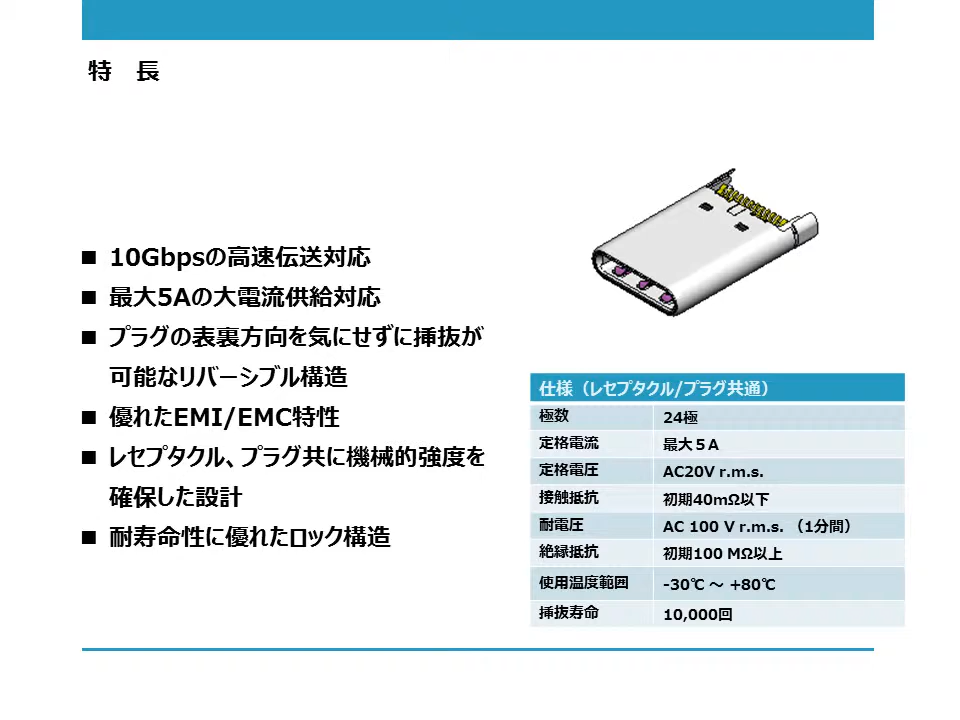 特 長
■ 10Gbpsの高速伝送対応
■ 最大5Aの大電流供給対応
■ プラグの表裏方向を気にせずに挿抜が
可能なリバーシブル構造
■ 優れたEMI/EMC特性
■ レセプタクル、プラグ共に機械的強度を
確保した設計
■ 耐寿命性に優れたロック構造
仕様（レセプタクル/プラグ共通）
極数 24極
定格電流 最大５A
定格電圧 AC20V r.m.s.
接触抵抗 初期40mΩ以下
耐電圧 AC 100 V r.m.s. （1分間）
絶縁抵抗 初期100 MΩ以上
使用温度範囲 -30℃ ～ +80℃
挿抜寿命 10,000回